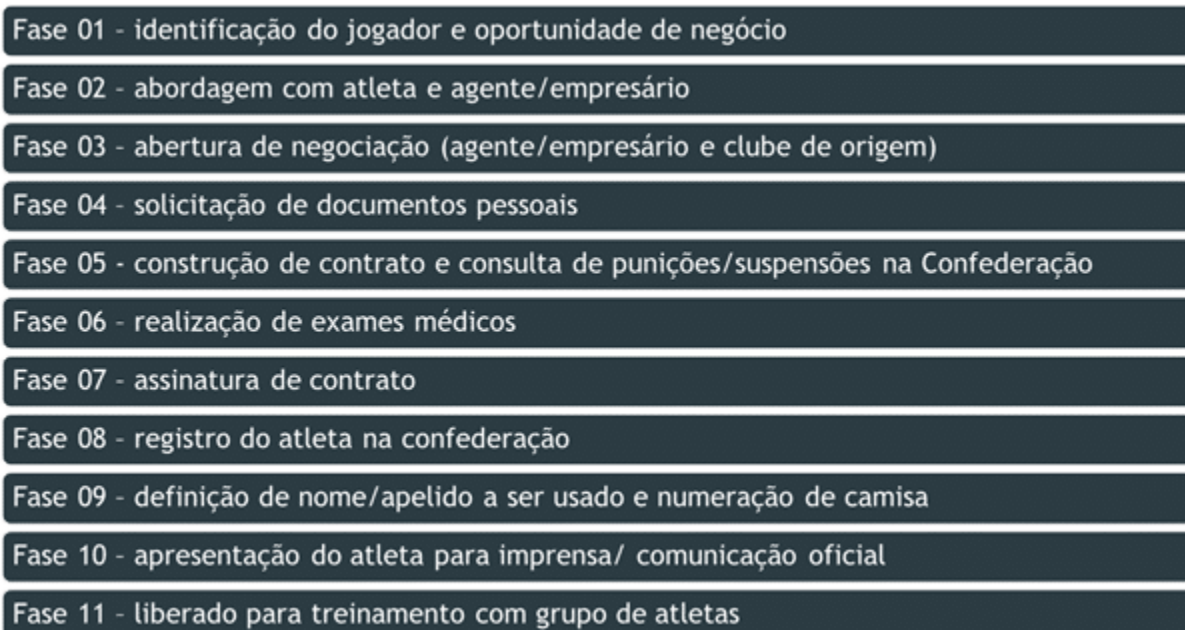 Fase 01 - identificação do jogador e oportunidade de negócio
Fase 02 - abordagem com atleta e agente/empresário
Fase 03 - abertura de negociação (agente/empresário e clube de origem)
Fase 04 - solicitação de documentos pessoais
Fase 05 - construção de contrato e consulta de punições/suspensões na Confederação
Fase 06 - realização de exames médicos
Fase 07 - assinatura de contrato
Fase 08 - registro do atleta na confederação
Fase 09 - definição de nome/apelido a ser usado e numeração de camisa
Fase 10 - apresentação do atleta para imprensa/ comunicação oficial
Fase 11 - liberado para treinamento com grupo de atletas